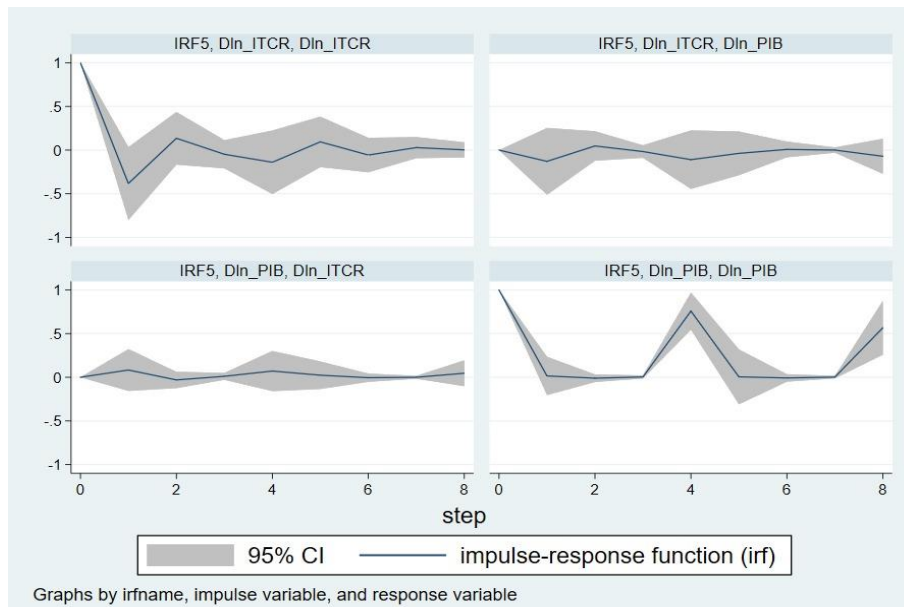 IRF5, Dln_ITCR, Dln_ITCR
IRF5, Dln_ITCR, Dln_PIB
1
.5
0
-.5
-1
IRF5, Dln_PIB, Dln_ITCR
IRF5, Dln_PIB, Dln_PIB
1
.5
0
-.5
-1
0 2 4 6 8
0 2 4 6 8
step
95% CI
impulse-response function (irf)
Graphs by irfname, impulse variable, and response variable